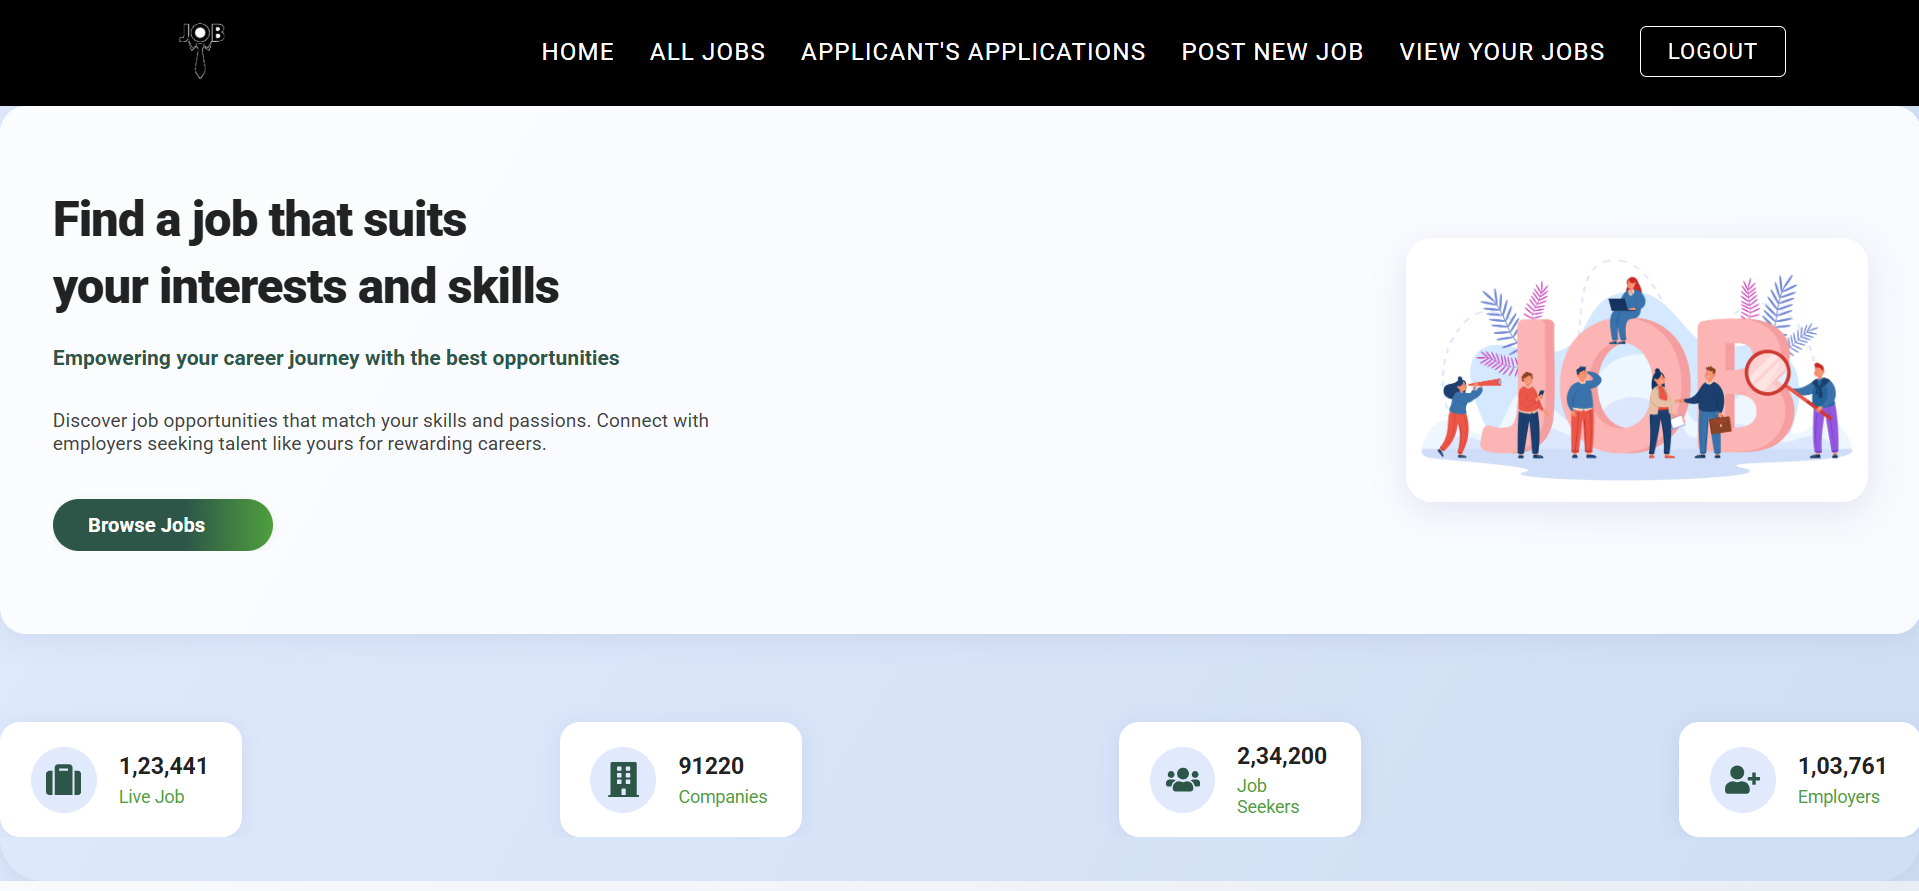 JOB
HOME ALL JOBS APPLICANT'S APPLICATIONS POST NEW JOB VIEW YOUR JOBS LOGOUT
Find a job that suits
your interests and skills
Empowering your career journey with the best opportunities
Discover job opportunities that match your skills and passions. Connect with
employers seeking talent like yours for rewarding careers.
Browse Jobs
JOB
1,23,441
Live Job
91220
Companies
2,34,200
Job
Seekers
1,03,761
Employers